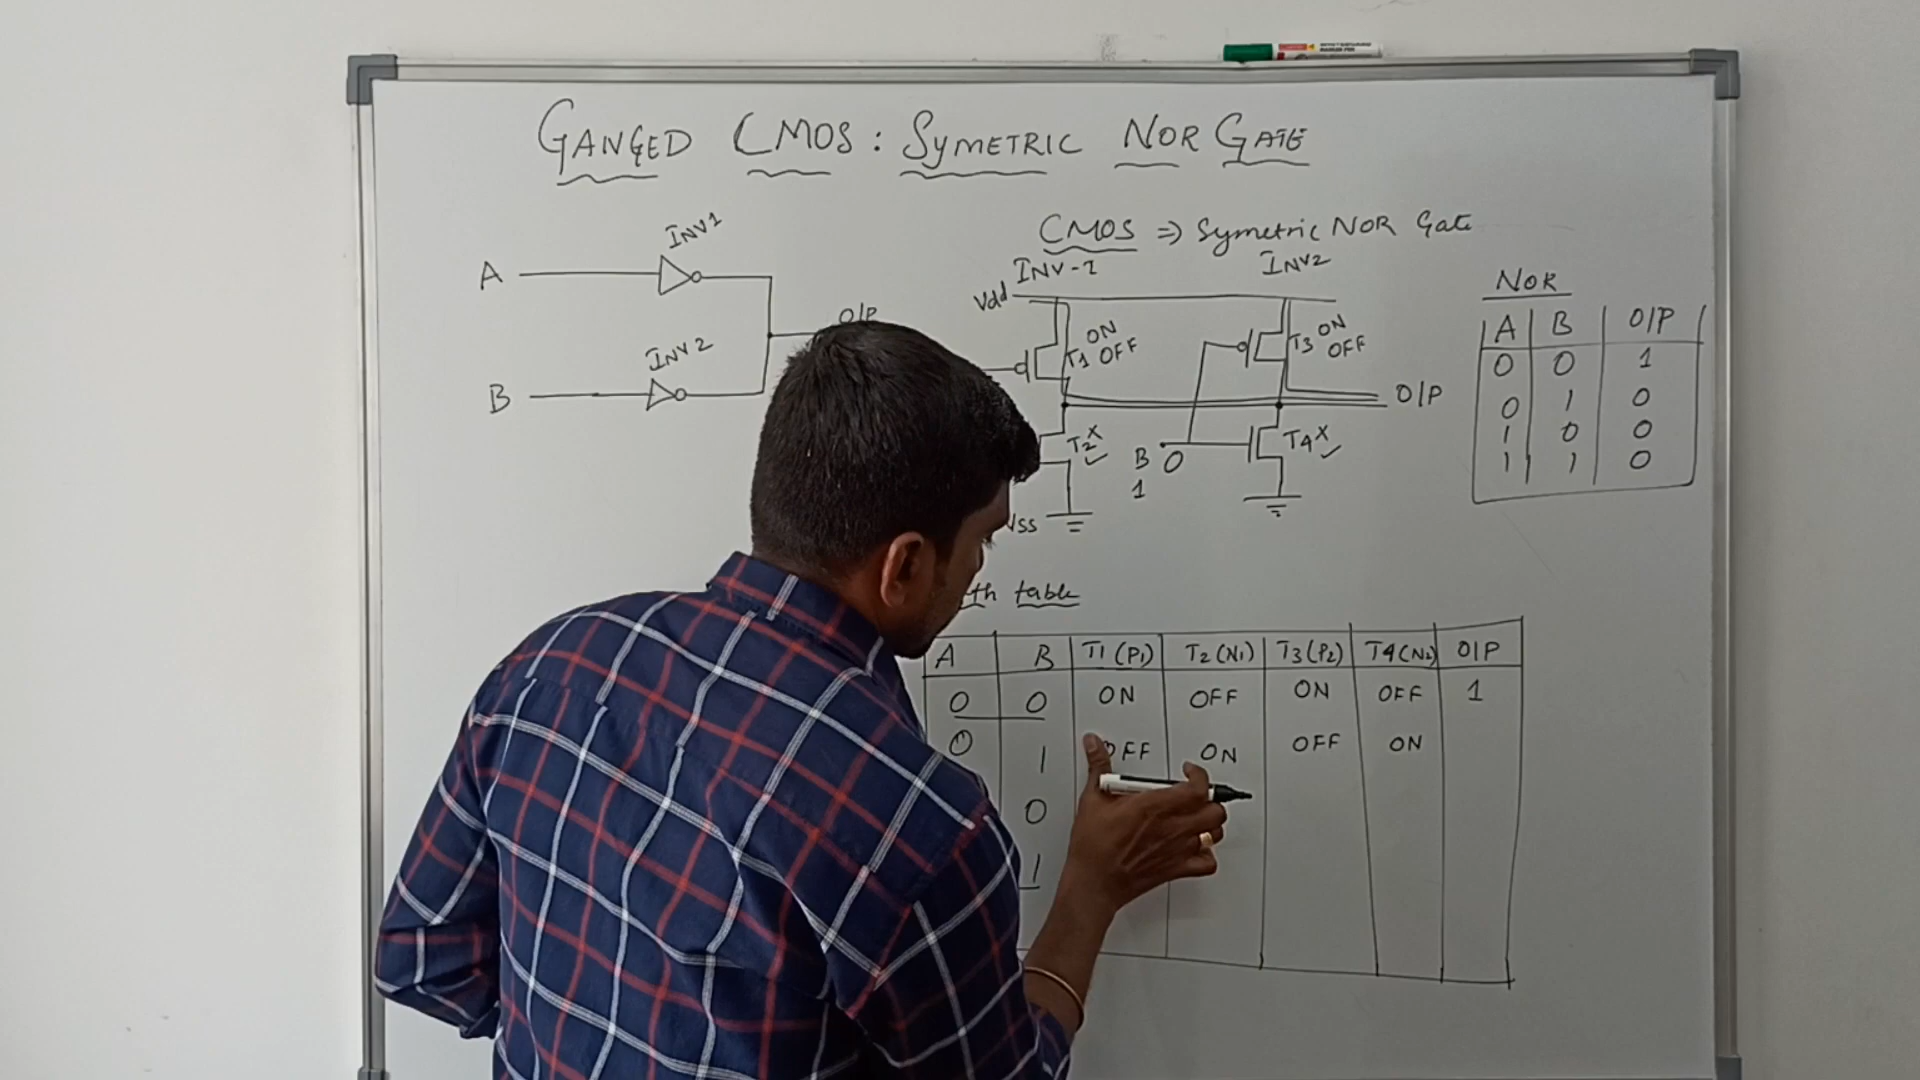 GANGED CMOS: SYMETRIC NOR GATE
CMOS => Symetric NOR Gate
INV1
A
INV2
B
O/P
INV-1
INV2
Vdd
ON
T1 OFF
T3 ON
OFF
O/P
T2 X ✓
B 0
1
T4 X ✓
VSS
NOR
A B O/P
0 0 1
0 1 0
1 0 0
1 1 0
table
A B T1(P1) T2(N1) T3(P2) T4(N2) O/P
0 0 ON OFF ON OFF 1
0 1 OFF ON OFF ON
0
1